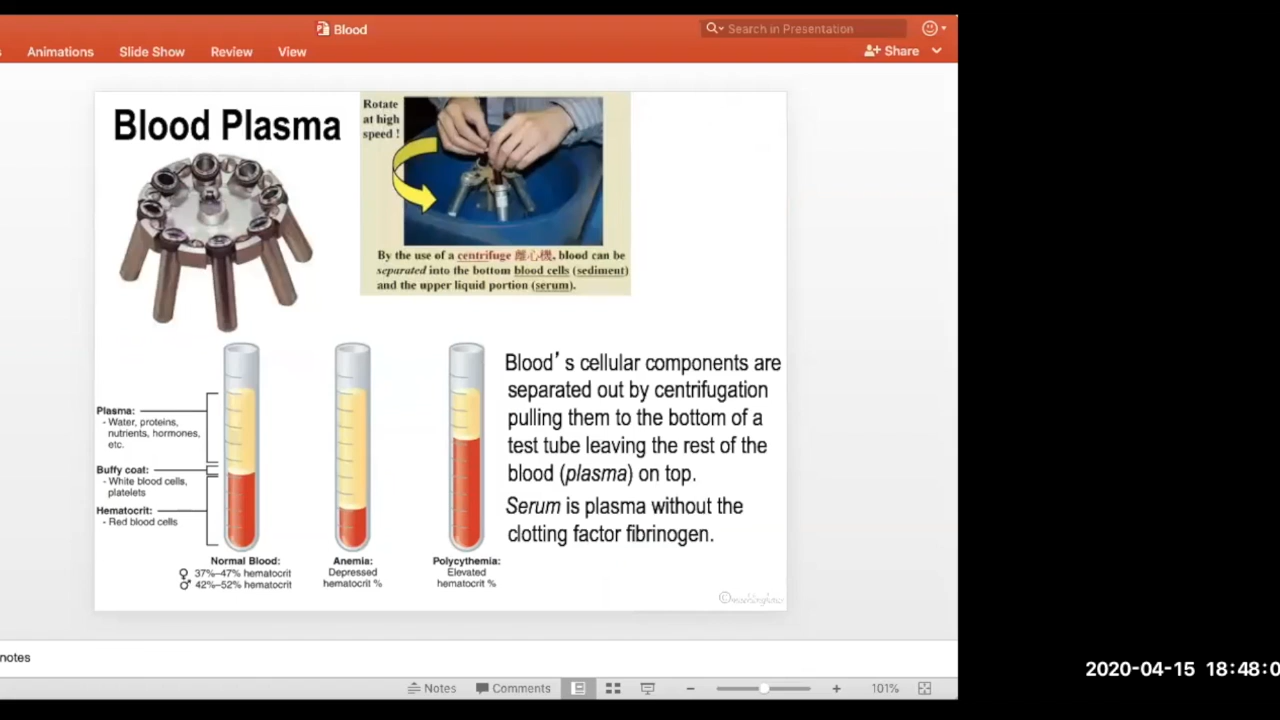 Blood
Search in Presentation
Animations
Slide Show
Review
View
Share
Blood Plasma
Rotate
at high
speed !
By the use of a centrifuge 離心機, blood can be
separated into the bottom blood cells (sediment)
and the upper liquid portion (serum).
Blood's cellular components are
separated out by centrifugation
pulling them to the bottom of a
test tube leaving the rest of the
blood (plasma) on top.
Serum is plasma without the
clotting factor fibrinogen.
Plasma:
- Water, proteins,
nutrients, hormones,
etc.
Buffy coat:
- White blood cells,
platelets
Hematocrit:
- Red blood cells
Normal Blood:
♀ 37%–47% hematocrit
♂ 42%–52% hematocrit
Anemia:
Depressed
hematocrit %
Polycythemia:
Elevated
hematocrit %
notes
Notes
Comments
101%
2020-04-15 18:48:0